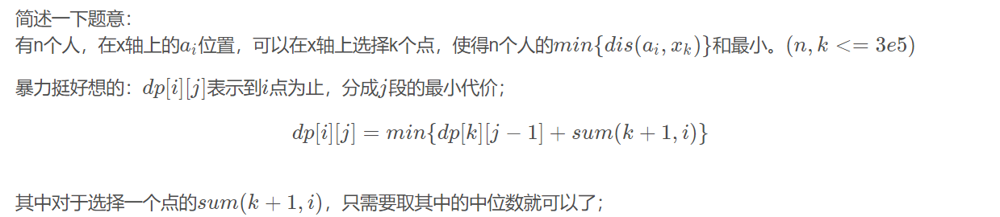 简述一下题意：
有n个人，在x轴上的$a_i$位置，可以在x轴上选择k个点，使得n个人的$min\{dis(a_i, x_k)\}$和最小。$(n, k <= 3e5)$
暴力挺好想的：$dp[i][j]$表示到$i$点为止，分成$j$段的最小代价；
$dp[i][j] = min\{dp[k][j-1] + sum(k+1, i)\}$
其中对于选择一个点的$sum(k+1, i)$，只需要取其中的中位数就可以了；